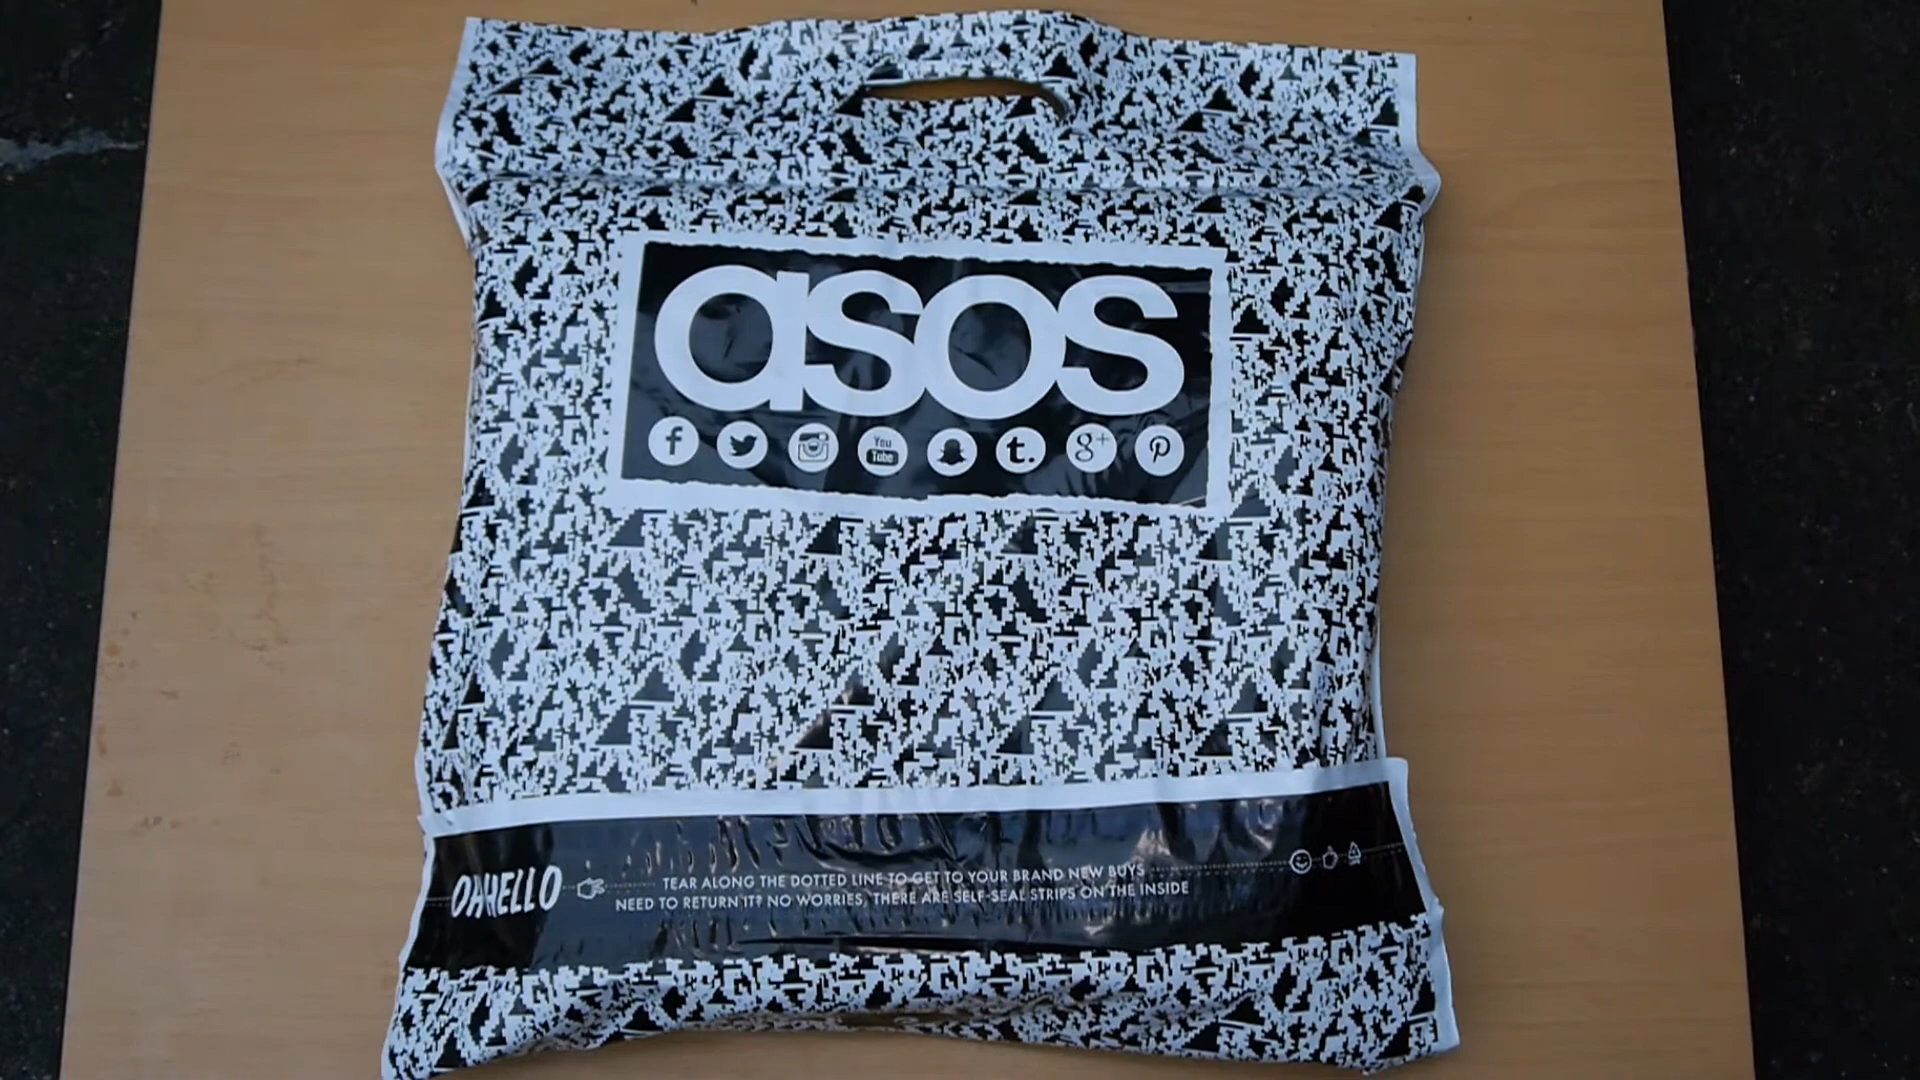 asos
f You Tube t. g+ p
OHHELLO
TEAR ALONG THE DOTTED LINE TO GET TO YOUR BRAND NEW BUYS
NEED TO RETURN IT? NO WORRIES, THERE ARE SELF-SEAL STRIPS ON THE INSIDE